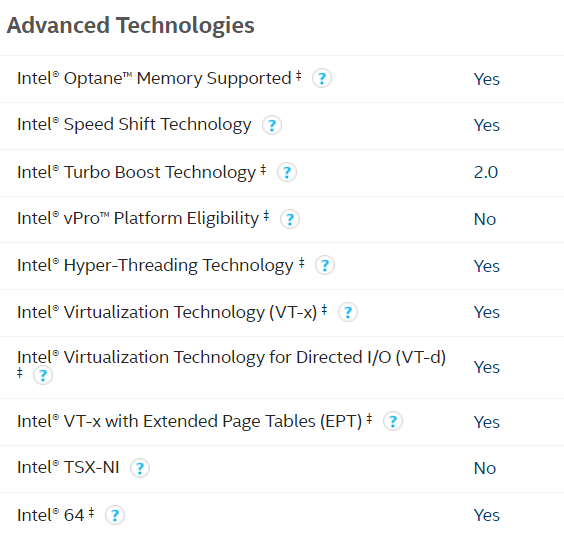 Advanced Technologies
Intel® Optane™ Memory Supported ‡ ? Yes
Intel® Speed Shift Technology ? Yes
Intel® Turbo Boost Technology ‡ ? 2.0
Intel® vPro™ Platform Eligibility ‡ ? No
Intel® Hyper-Threading Technology ‡ ? Yes
Intel® Virtualization Technology (VT-x) ‡ ? Yes
Intel® Virtualization Technology for Directed I/O (VT-d)
‡ ? Yes
Intel® VT-x with Extended Page Tables (EPT) ‡ ? Yes
Intel® TSX-NI ? No
Intel® 64 ‡ ? Yes